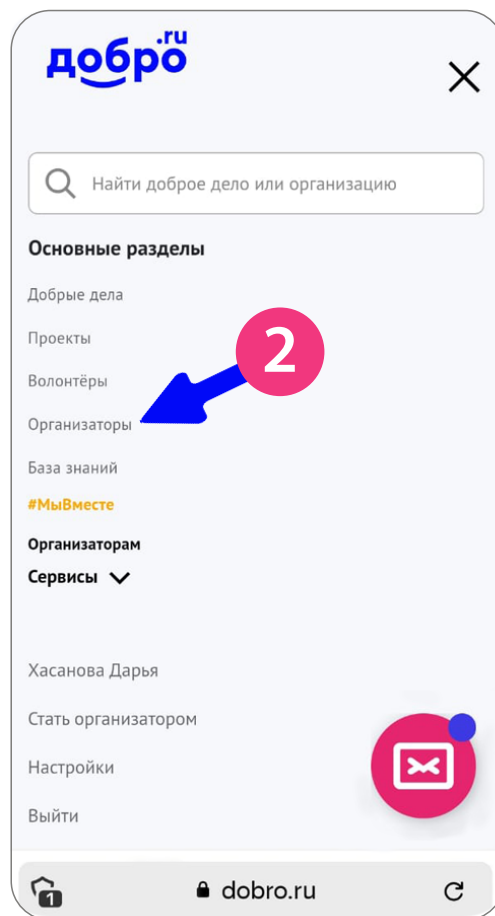 добро.ru
Найти доброе дело или организацию
Основные разделы
Добрые дела
Проекты
2
Волонтёры
Организаторы
База знаний
#МыВместе
Организаторам
Сервисы
Хасанова Дарья
Стать организатором
Настройки
Выйти
1
dobro.ru